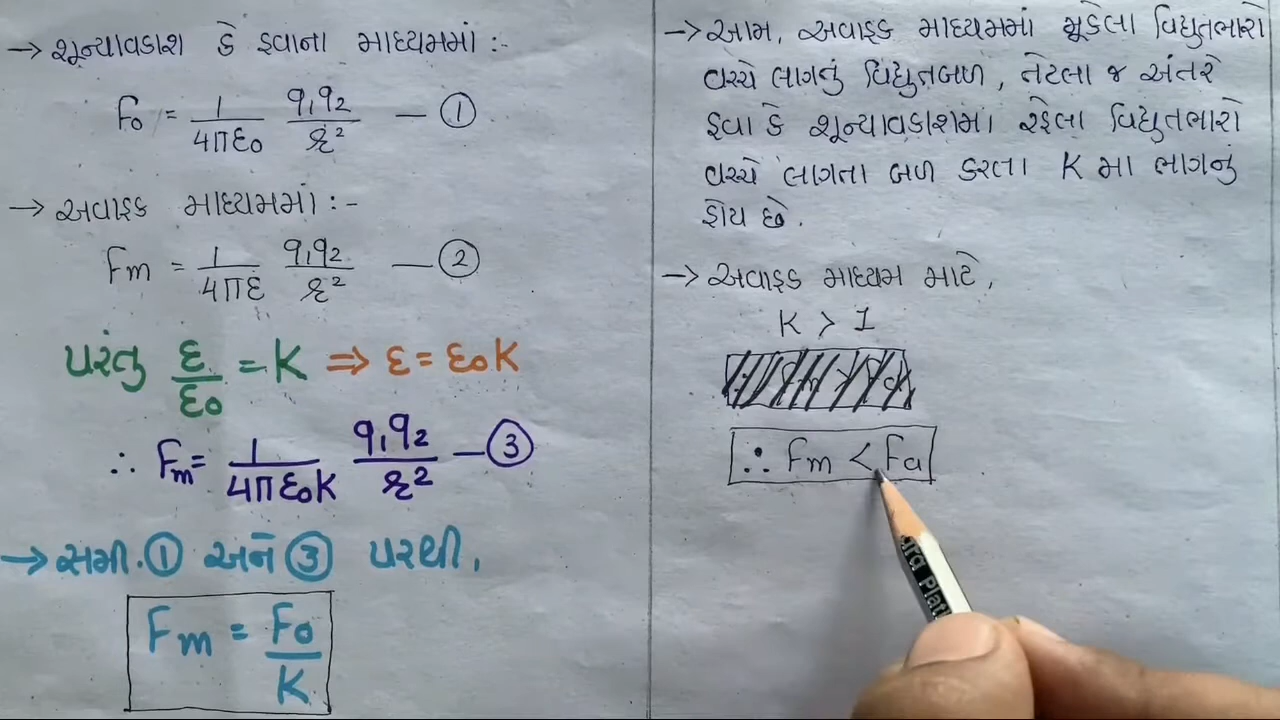 → શૂન્યાવકાશ કે હવાના માધ્યમમાં :-
F₀ = 1/4πε₀ q₁q₂/r² — ①
→ અવાહક માધ્યમમાં :-
Fm = 1/4πε q₁q₂/r² — ②
પરંતુ ε/ε₀ = K ⇒ ε = ε₀K
∴ Fm = 1/4πε₀K q₁q₂/r² — ③
→ સમી. ① અને ③ પરથી,
Fm = F₀/K
→ આમ, અવાહક માધ્યમમાં મૂકેલા વિદ્યુતભારો
વચ્ચે લાગતું વિદ્યુતબળ, તેટલા જ અંતરે
હવા કે શૂન્યાવકાશમાં રહેલા વિદ્યુતભારો
વચ્ચે લાગતા બળ કરતા K મા ભાગનું
હોય છે.
→ અવાહક માધ્યમ માટે,
K > 1
∴ Fm < Fa
Plati